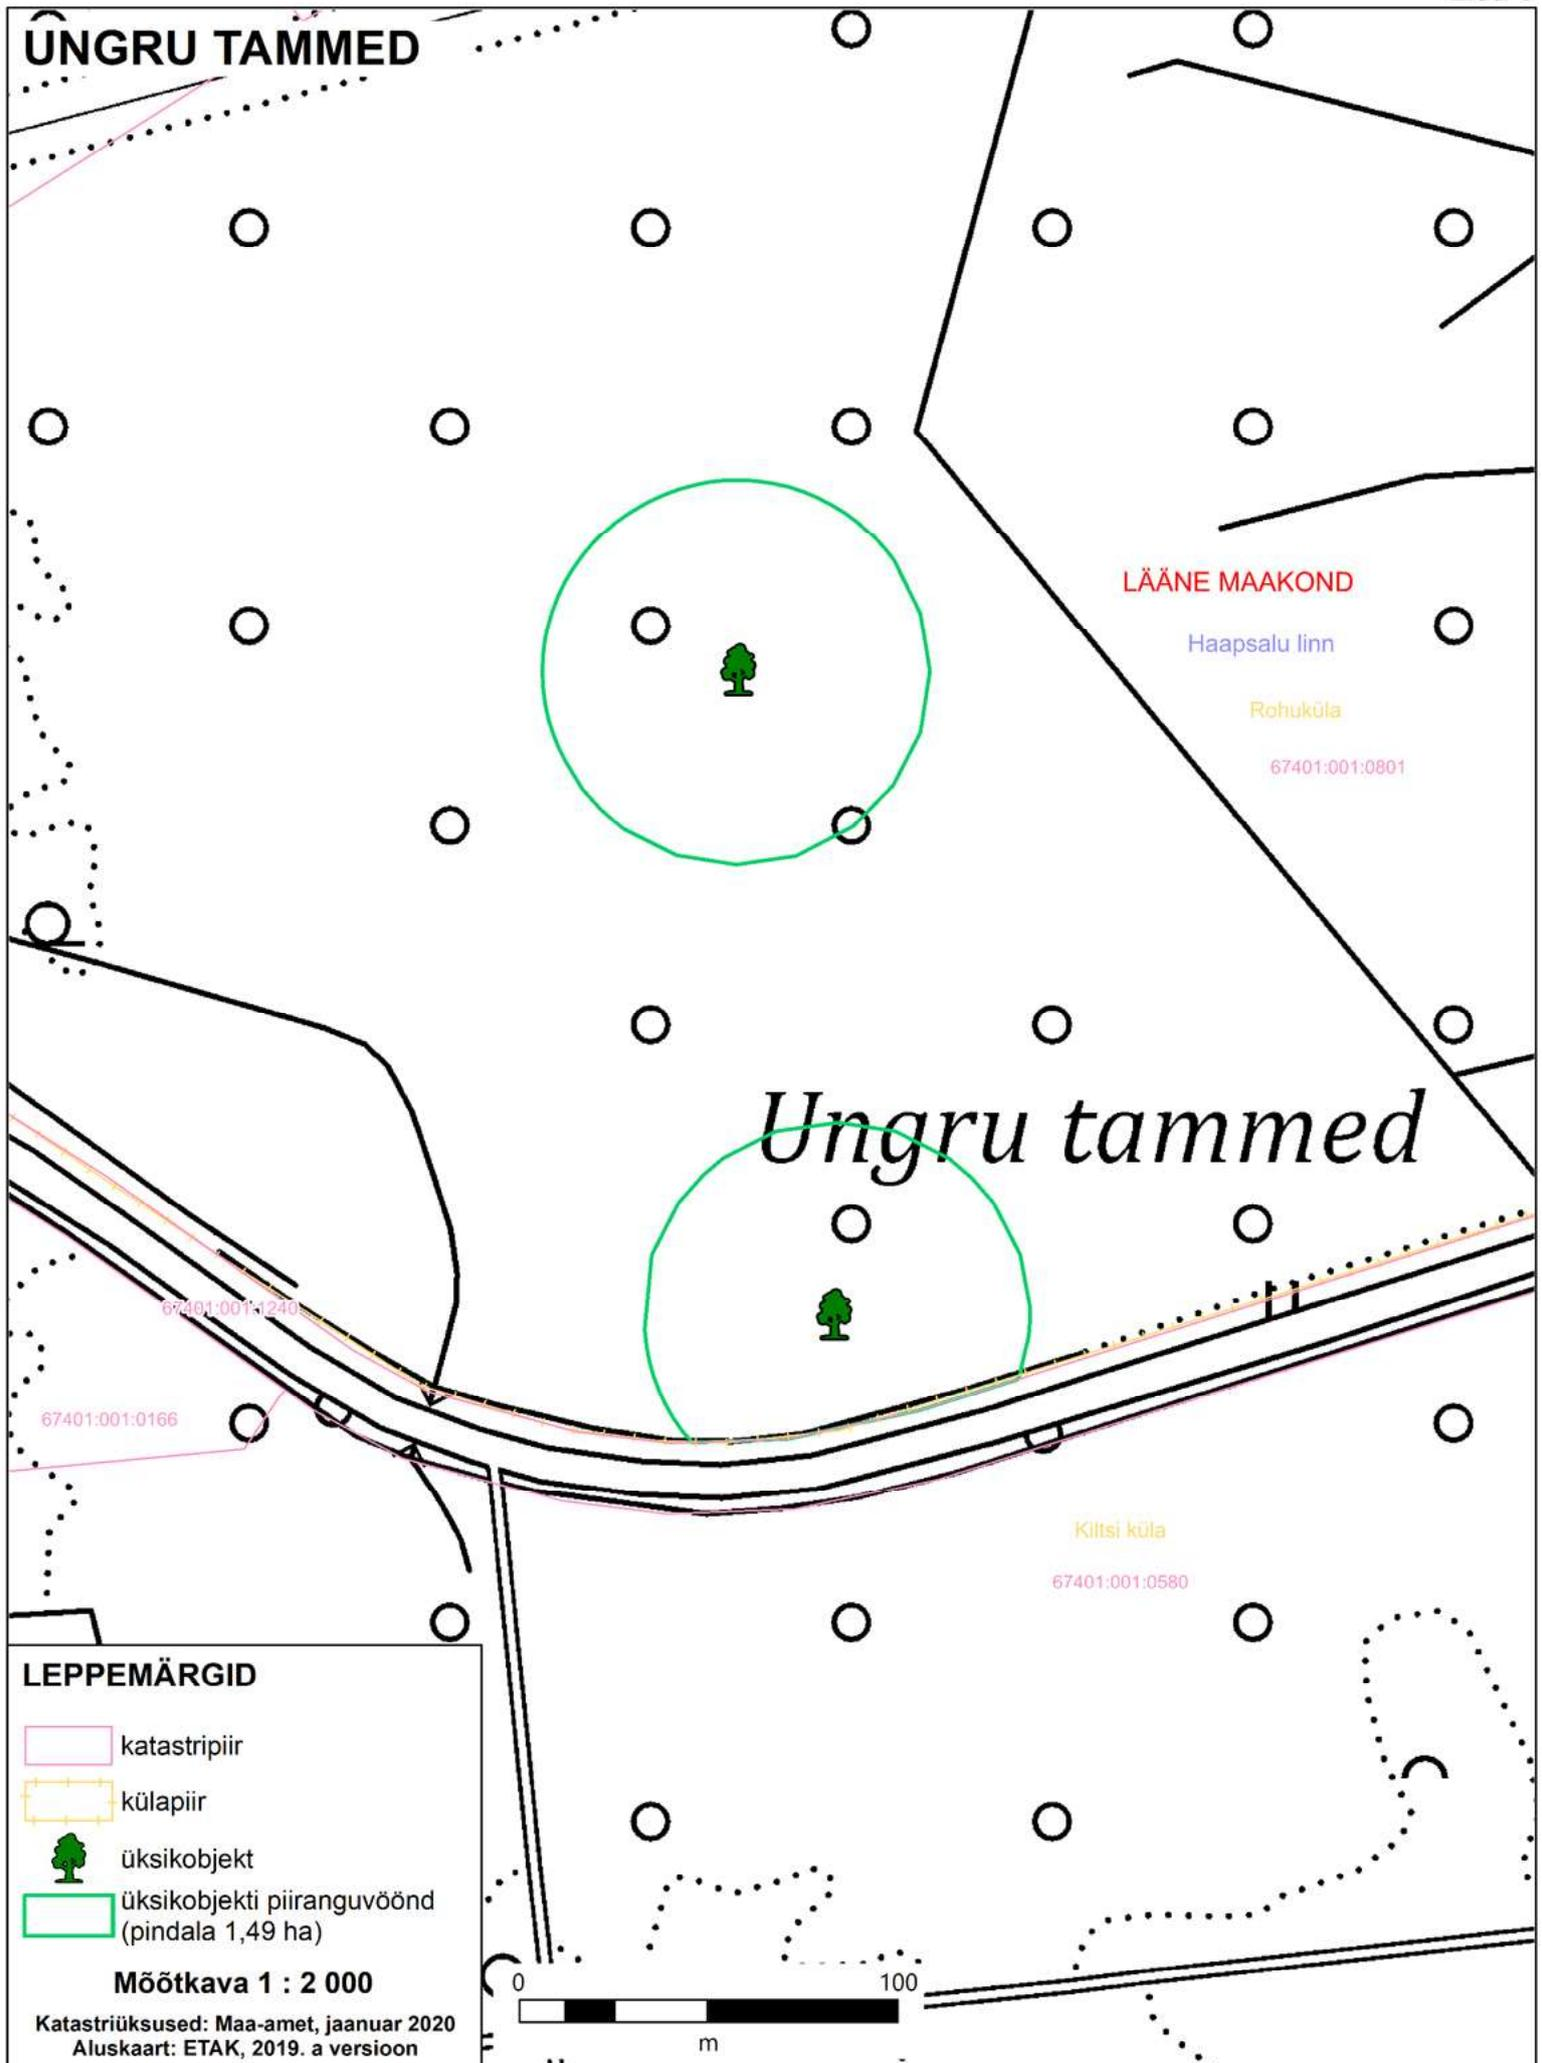 UNGRU TAMMED
LÄÄNE MAAKOND
Haapsalu linn
Rohuküla
67401:001:0801
Ungru tammed
67401:001:1240
67401:001:0166
Kiltsi küla
67401:001:0580
LEPPEMÄRGID
katastripiir
külapiir
üksikobjekt
üksikobjekti piiranguvöönd
(pindala 1,49 ha)
Mõõtkava 1 : 2 000
Katastriüksused: Maa-amet, jaanuar 2020
Aluskaart: ETAK, 2019. a versioon
0 100
m